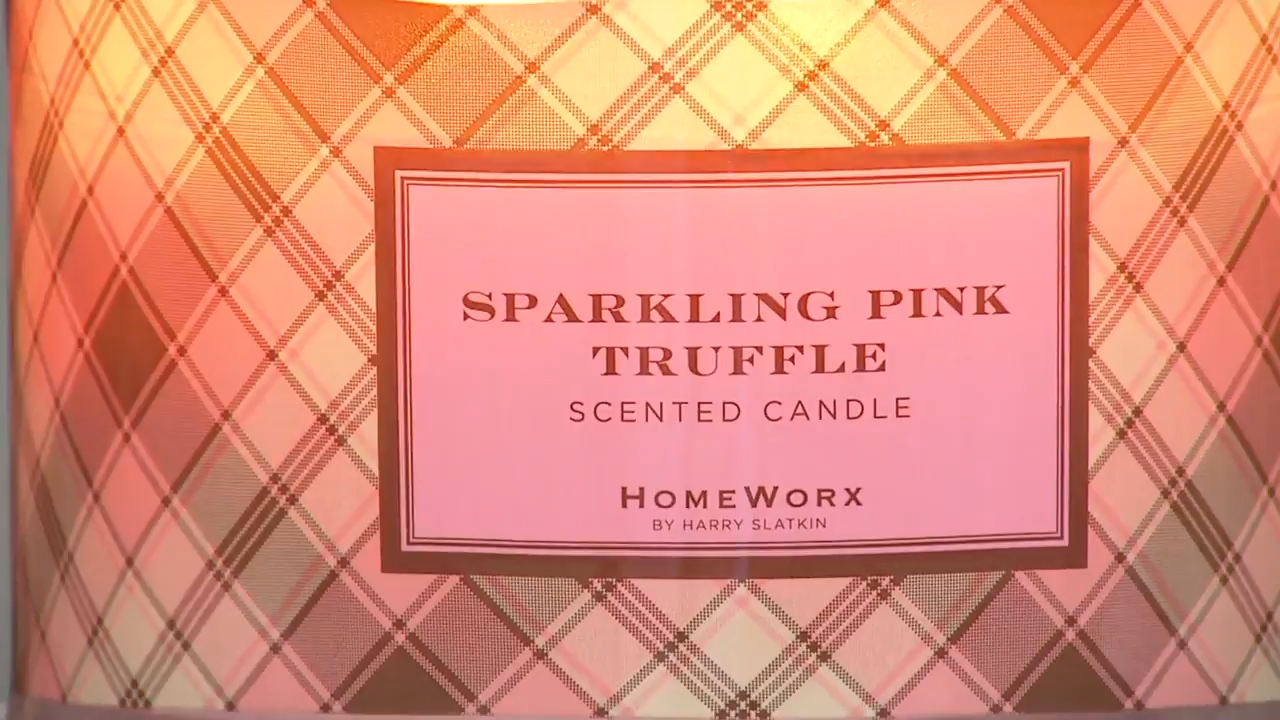 SPARKLING PINK
TRUFFLE
SCENTED CANDLE
HOMEWORX
BY HARRY SLATKIN